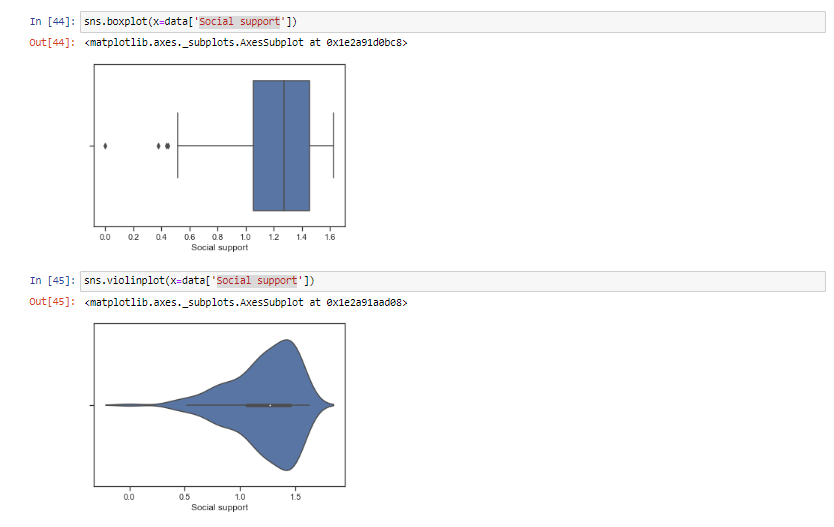 In [44]: sns.boxplot(x=data['Social support'])
Out[44]: <matplotlib.axes._subplots.AxesSubplot at 0x1e2a91d0bc8>
0.0 0.2 0.4 0.6 0.8 1.0 1.2 1.4 1.6
Social support
In [45]: sns.violinplot(x=data['Social support'])
Out[45]: <matplotlib.axes._subplots.AxesSubplot at 0x1e2a91aad08>
0.0 0.5 1.0 1.5
Social support